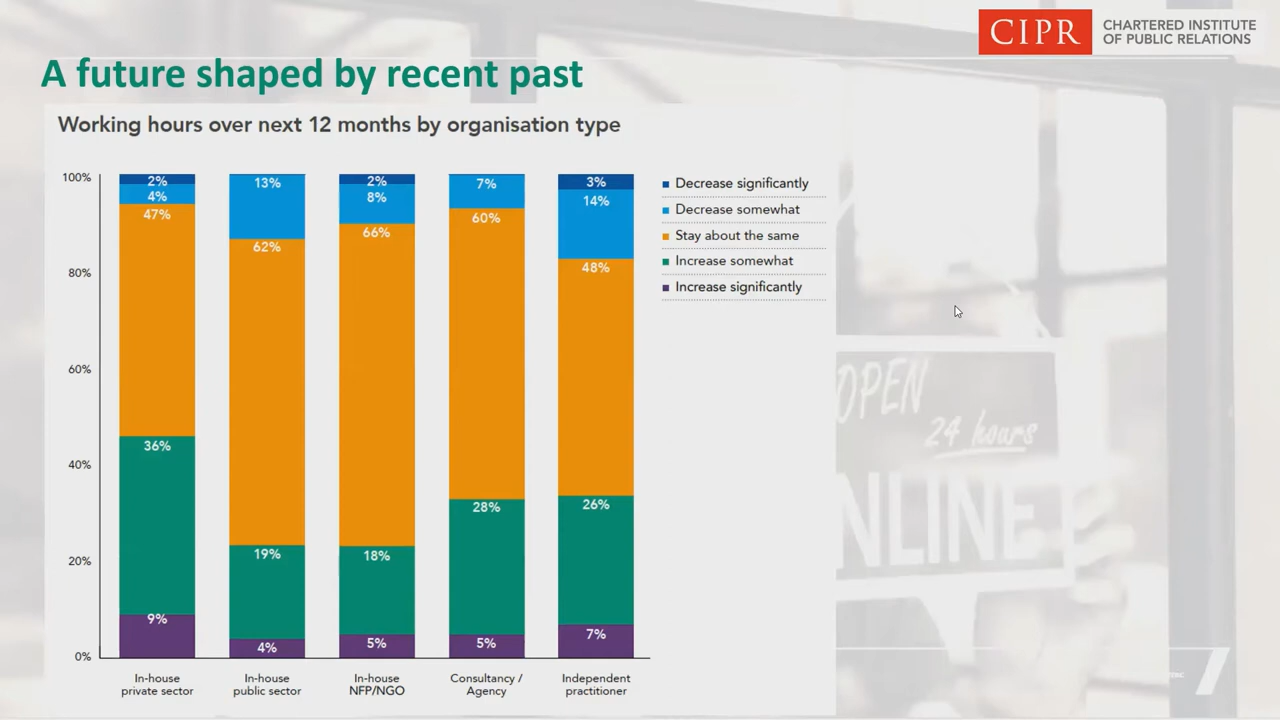 CIPR
CHARTERED INSTITUTE
OF PUBLIC RELATIONS
A future shaped by recent past
Working hours over next 12 months by organisation type
100%
80%
60%
40%
20%
0%
2%
4%
47%
36%
9%
13%
62%
19%
4%
2%
8%
66%
18%
5%
7%
60%
28%
5%
3%
14%
48%
26%
7%
In-house
private sector
In-house
public sector
In-house
NFP/NGO
Consultancy /
Agency
Independent
practitioner
Decrease significantly
Decrease somewhat
Stay about the same
Increase somewhat
Increase significantly
OPEN
24 hours
NLINE